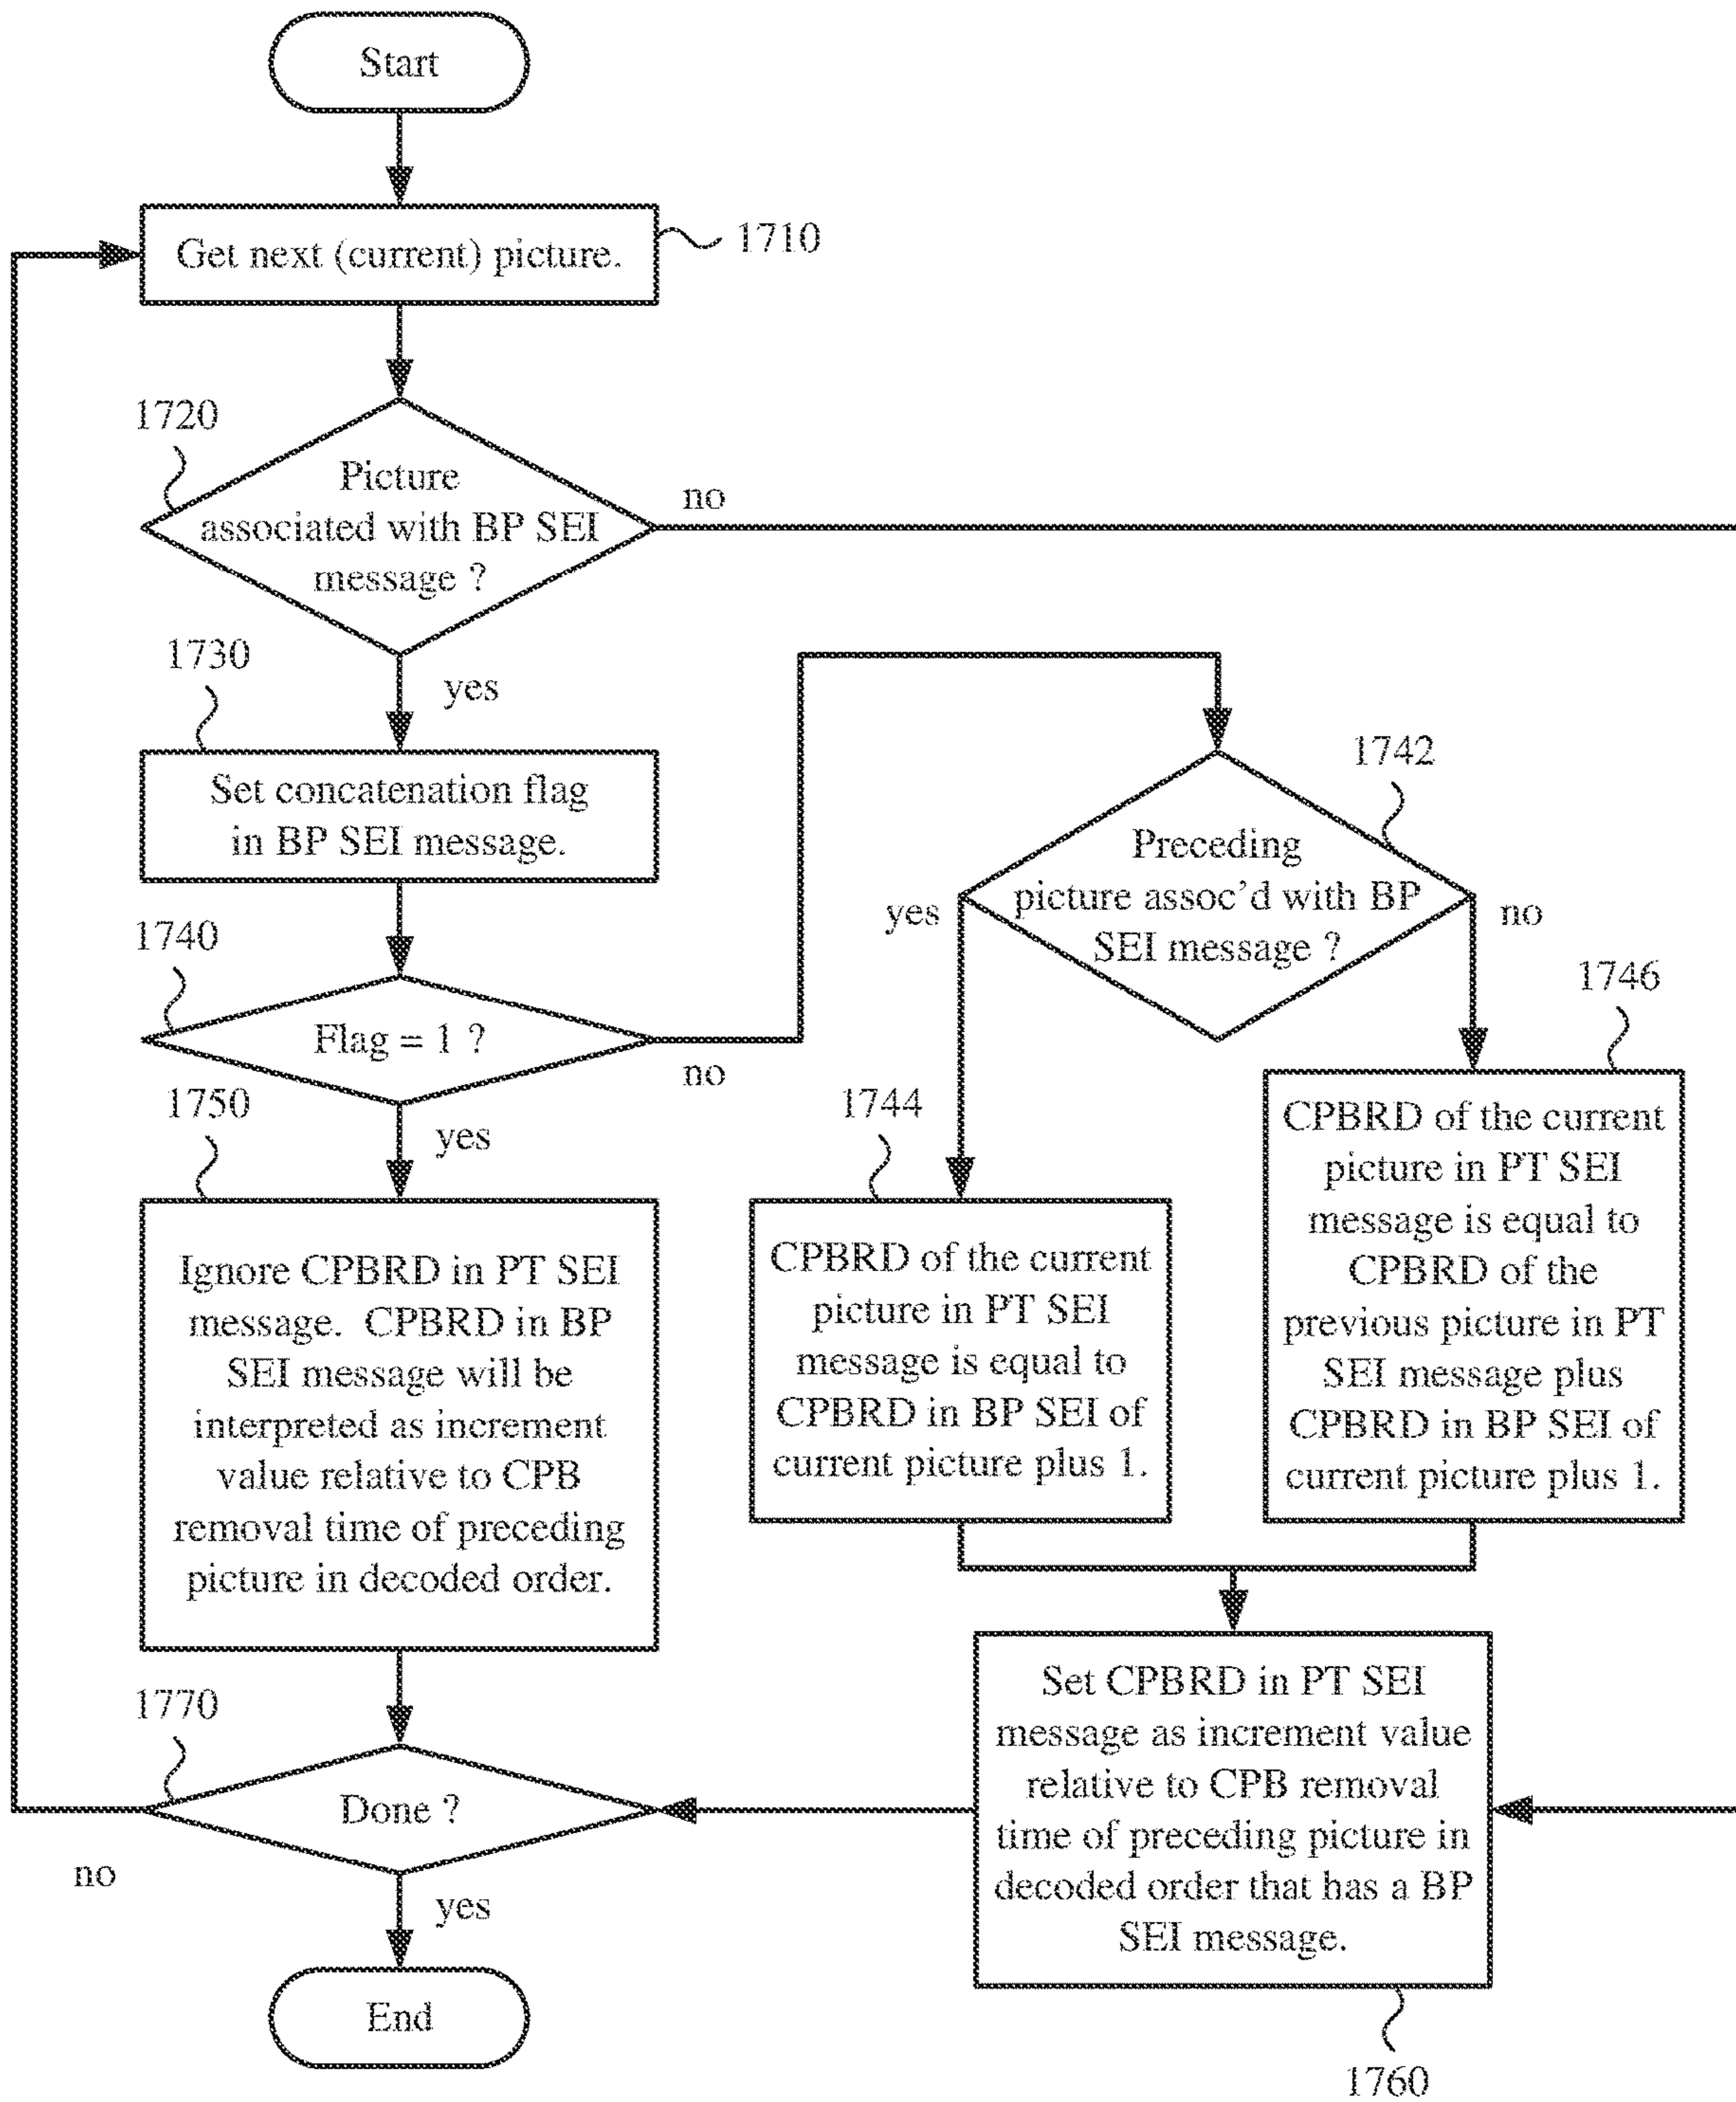 Start
Get next (current) picture.
1710
1720
Picture
associated with BP SEI
message ?
no
1730
yes
Set concatenation flag
in BP SEI message.
1740
Flag = 1 ?
no
1742
Preceding
picture assoc'd with BP
SEI message ?
yes
no
1744
CPBRD of the current
picture in PT SEI
message is equal to
CPBRD in BP SEI of
current picture plus 1.
1746
CPBRD of the current
picture in PT SEI
message is equal to
CPBRD of the
previous picture in PT
SEI message plus
CPBRD in BP SEI of
current picture plus 1.
1750
yes
Ignore CPBRD in PT SEI
message. CPBRD in BP
SEI message will be
interpreted as increment
value relative to CPB
removal time of preceding
picture in decoded order.
Set CPBRD in PT SEI
message as increment value
relative to CPB removal
time of preceding picture in
decoded order that has a BP
SEI message.
1760
1770
Done ?
no
yes
End